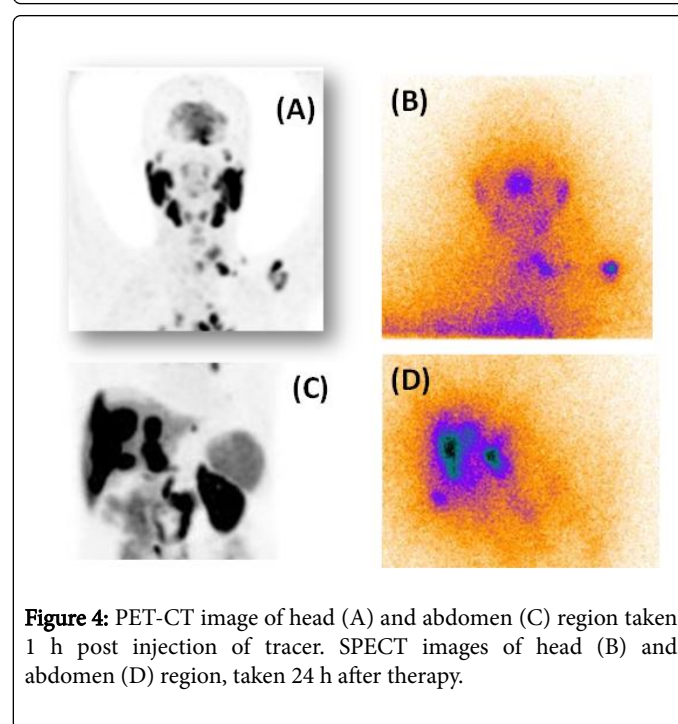 (A)
(B)
(C)
(D)
Figure 4: PET-CT image of head (A) and abdomen (C) region taken
1 h post injection of tracer. SPECT images of head (B) and
abdomen (D) region, taken 24 h after therapy.